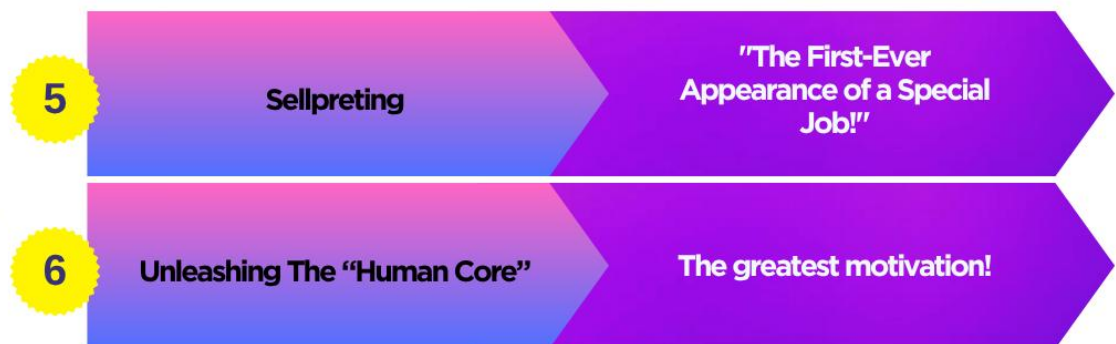 5
Sellpreting
"The First-Ever
Appearance of a Special
Job!"
6
Unleashing The “Human Core”
The greatest motivation!